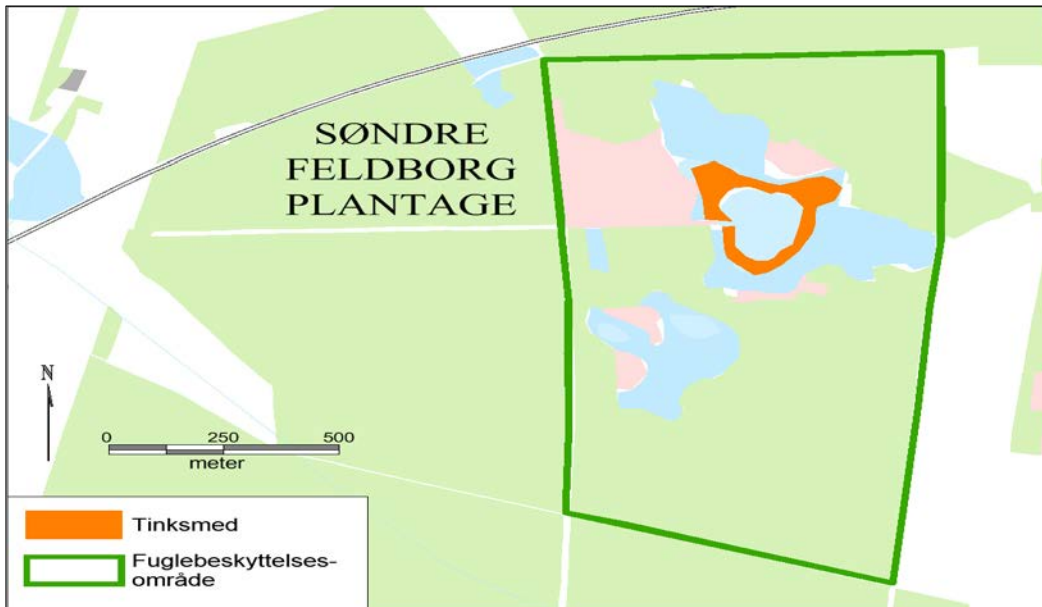 SØNDRE
FELDBORG
PLANTAGE
N
0 250 500
meter
Tinksmed
Fuglebeskyttelses-
område